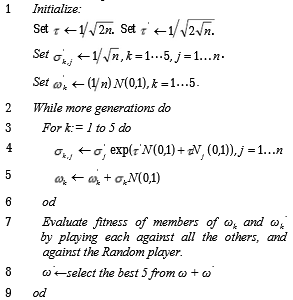 1 Initialize:
Set τ ← 1/√2n. Set τ' ← 1/√2√n.
Set σ'k,j ← 1/√n, k = 1···5, j = 1...n.
Set ω'k ← (1/n) N(0,1), k = 1···5.
2 While more generations do
3 For k:= 1 to 5 do
4 σk,j ← σ'j exp(τ'N(0,1) + τNj (0,1)), j = 1...n
5 ωk ← ω'k + σkN(0,1)
6 od
7 Evaluate fitness of members of ωk and ωk'
by playing each against all the others, and
against the Random player.
8 ω'←select the best 5 from ω + ω'
9 od